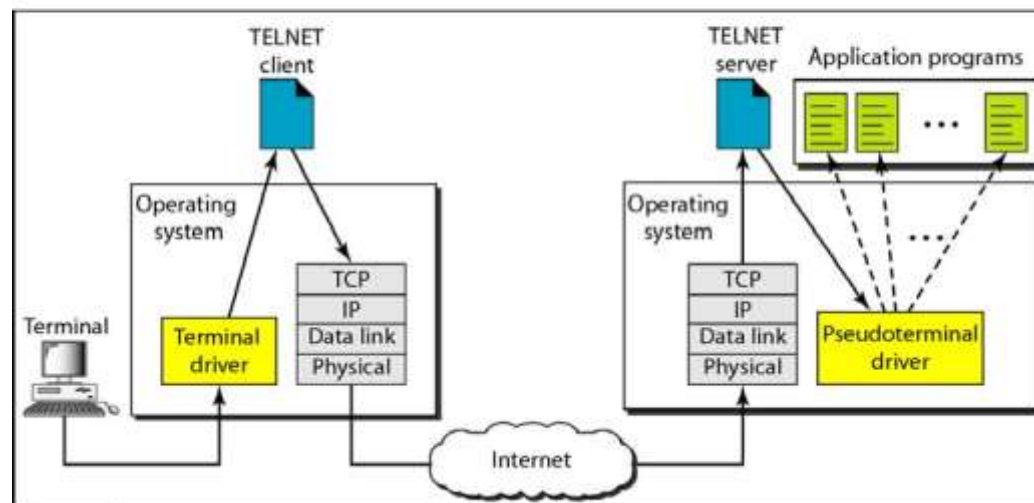 TELNET
client
TELNET
server
Application programs
Operating
system
Operating
system
TCP
IP
Data link
Physical
TCP
IP
Data link
Physical
Terminal
Terminal
driver
Pseudoterminal
driver
Internet